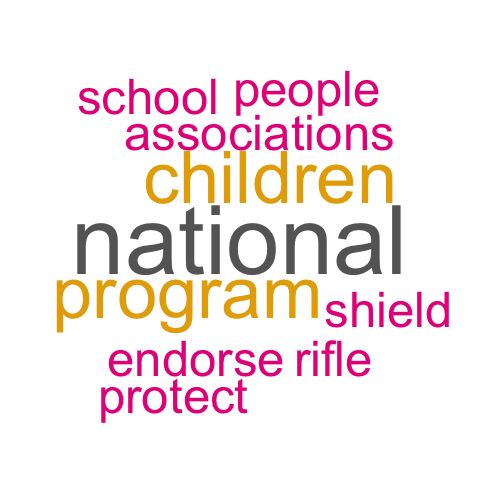 school people
associations
children
national
program
shield
endorse rifle
protect